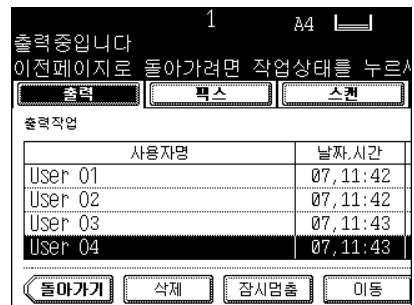 1 A4
출력중입니다
이전페이지로 돌아가려면 작업상태를 누르
출력 팩스 스캔
출력작업
사용자명 날짜,시간
User 01 07,11:42
User 02 07,11:42
User 03 07,11:43
User 04 07,11:43
돌아가기 삭제 잠시멈춤 이동